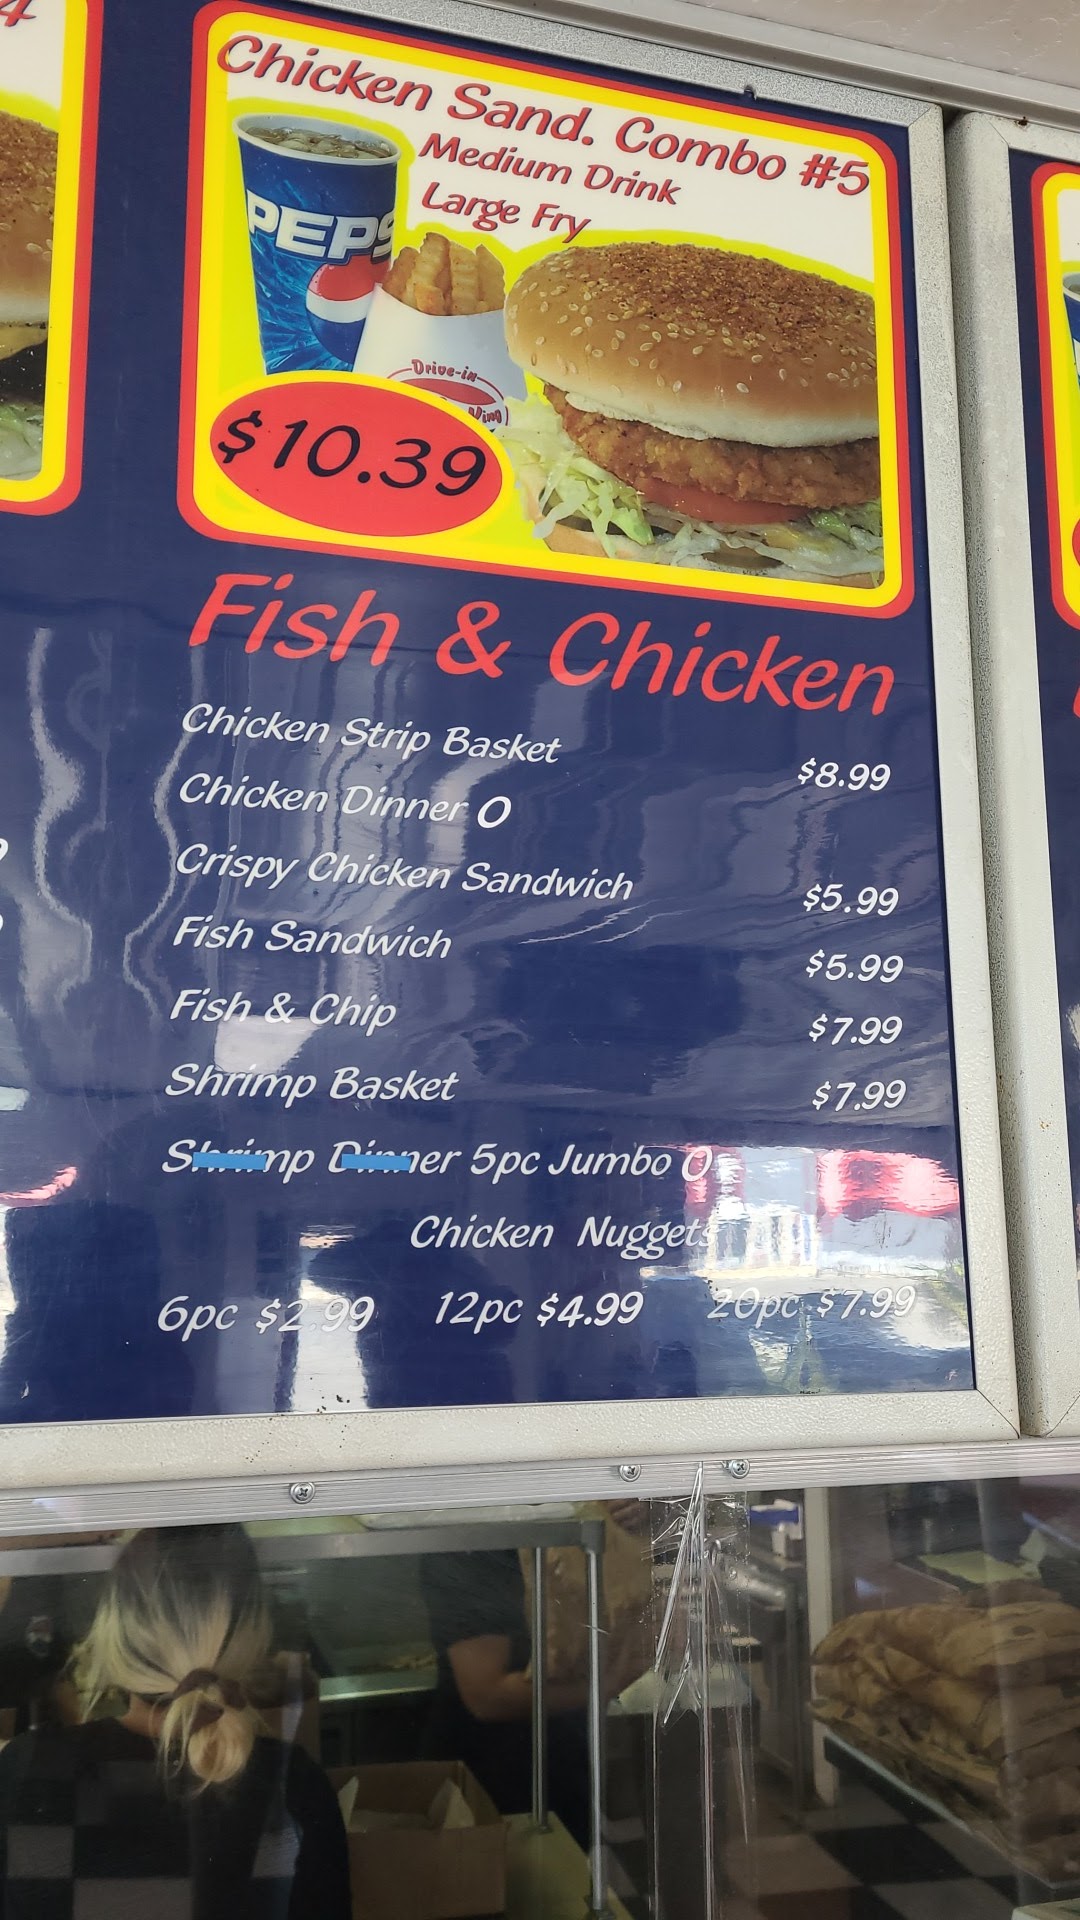 4
Chicken Sand. Combo #5
Medium Drink
Large Fry
PEPS
Drive-in
$10.39
Fish & Chicken
Chicken Strip Basket $8.99
Chicken Dinner O
Crispy Chicken Sandwich $5.99
Fish Sandwich $5.99
Fish & Chip $7.99
Shrimp Basket $7.99
Shrimp Dinner 5pc Jumbo O
Chicken Nuggets
6pc $2.99 12pc $4.99 20pc $7.99